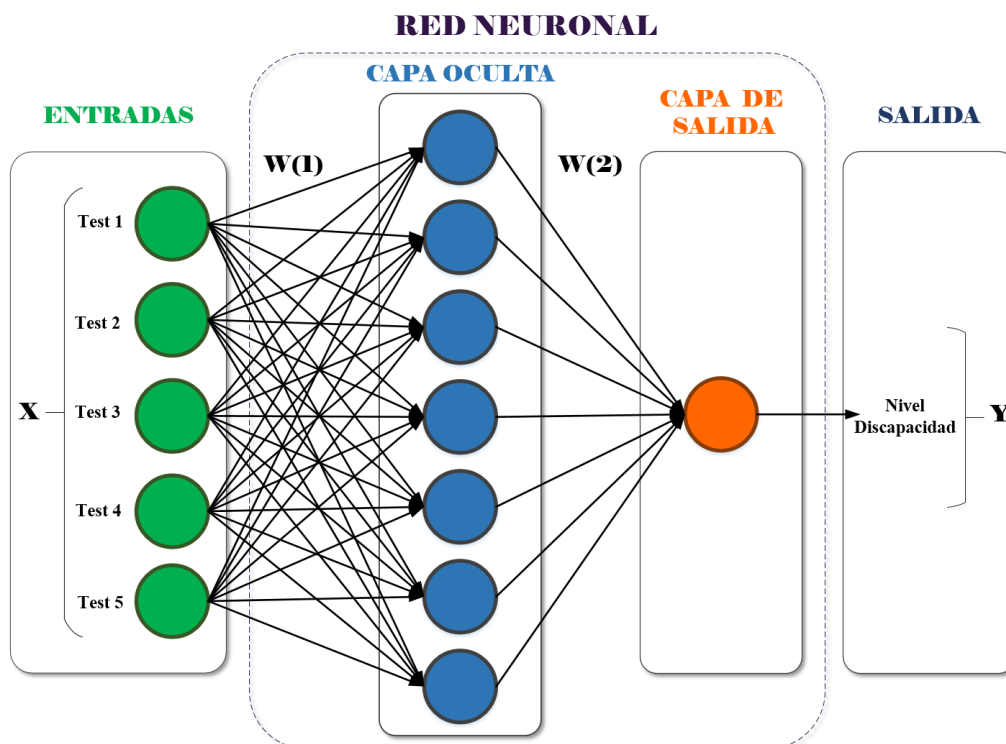 RED NEURONAL
CAPA OCULTA
ENTRADAS
CAPA DE
SALIDA
SALIDA
W(1)
W(2)
Test 1
Test 2
X
Test 3
Test 4
Test 5
Nivel
Discapacidad
Y